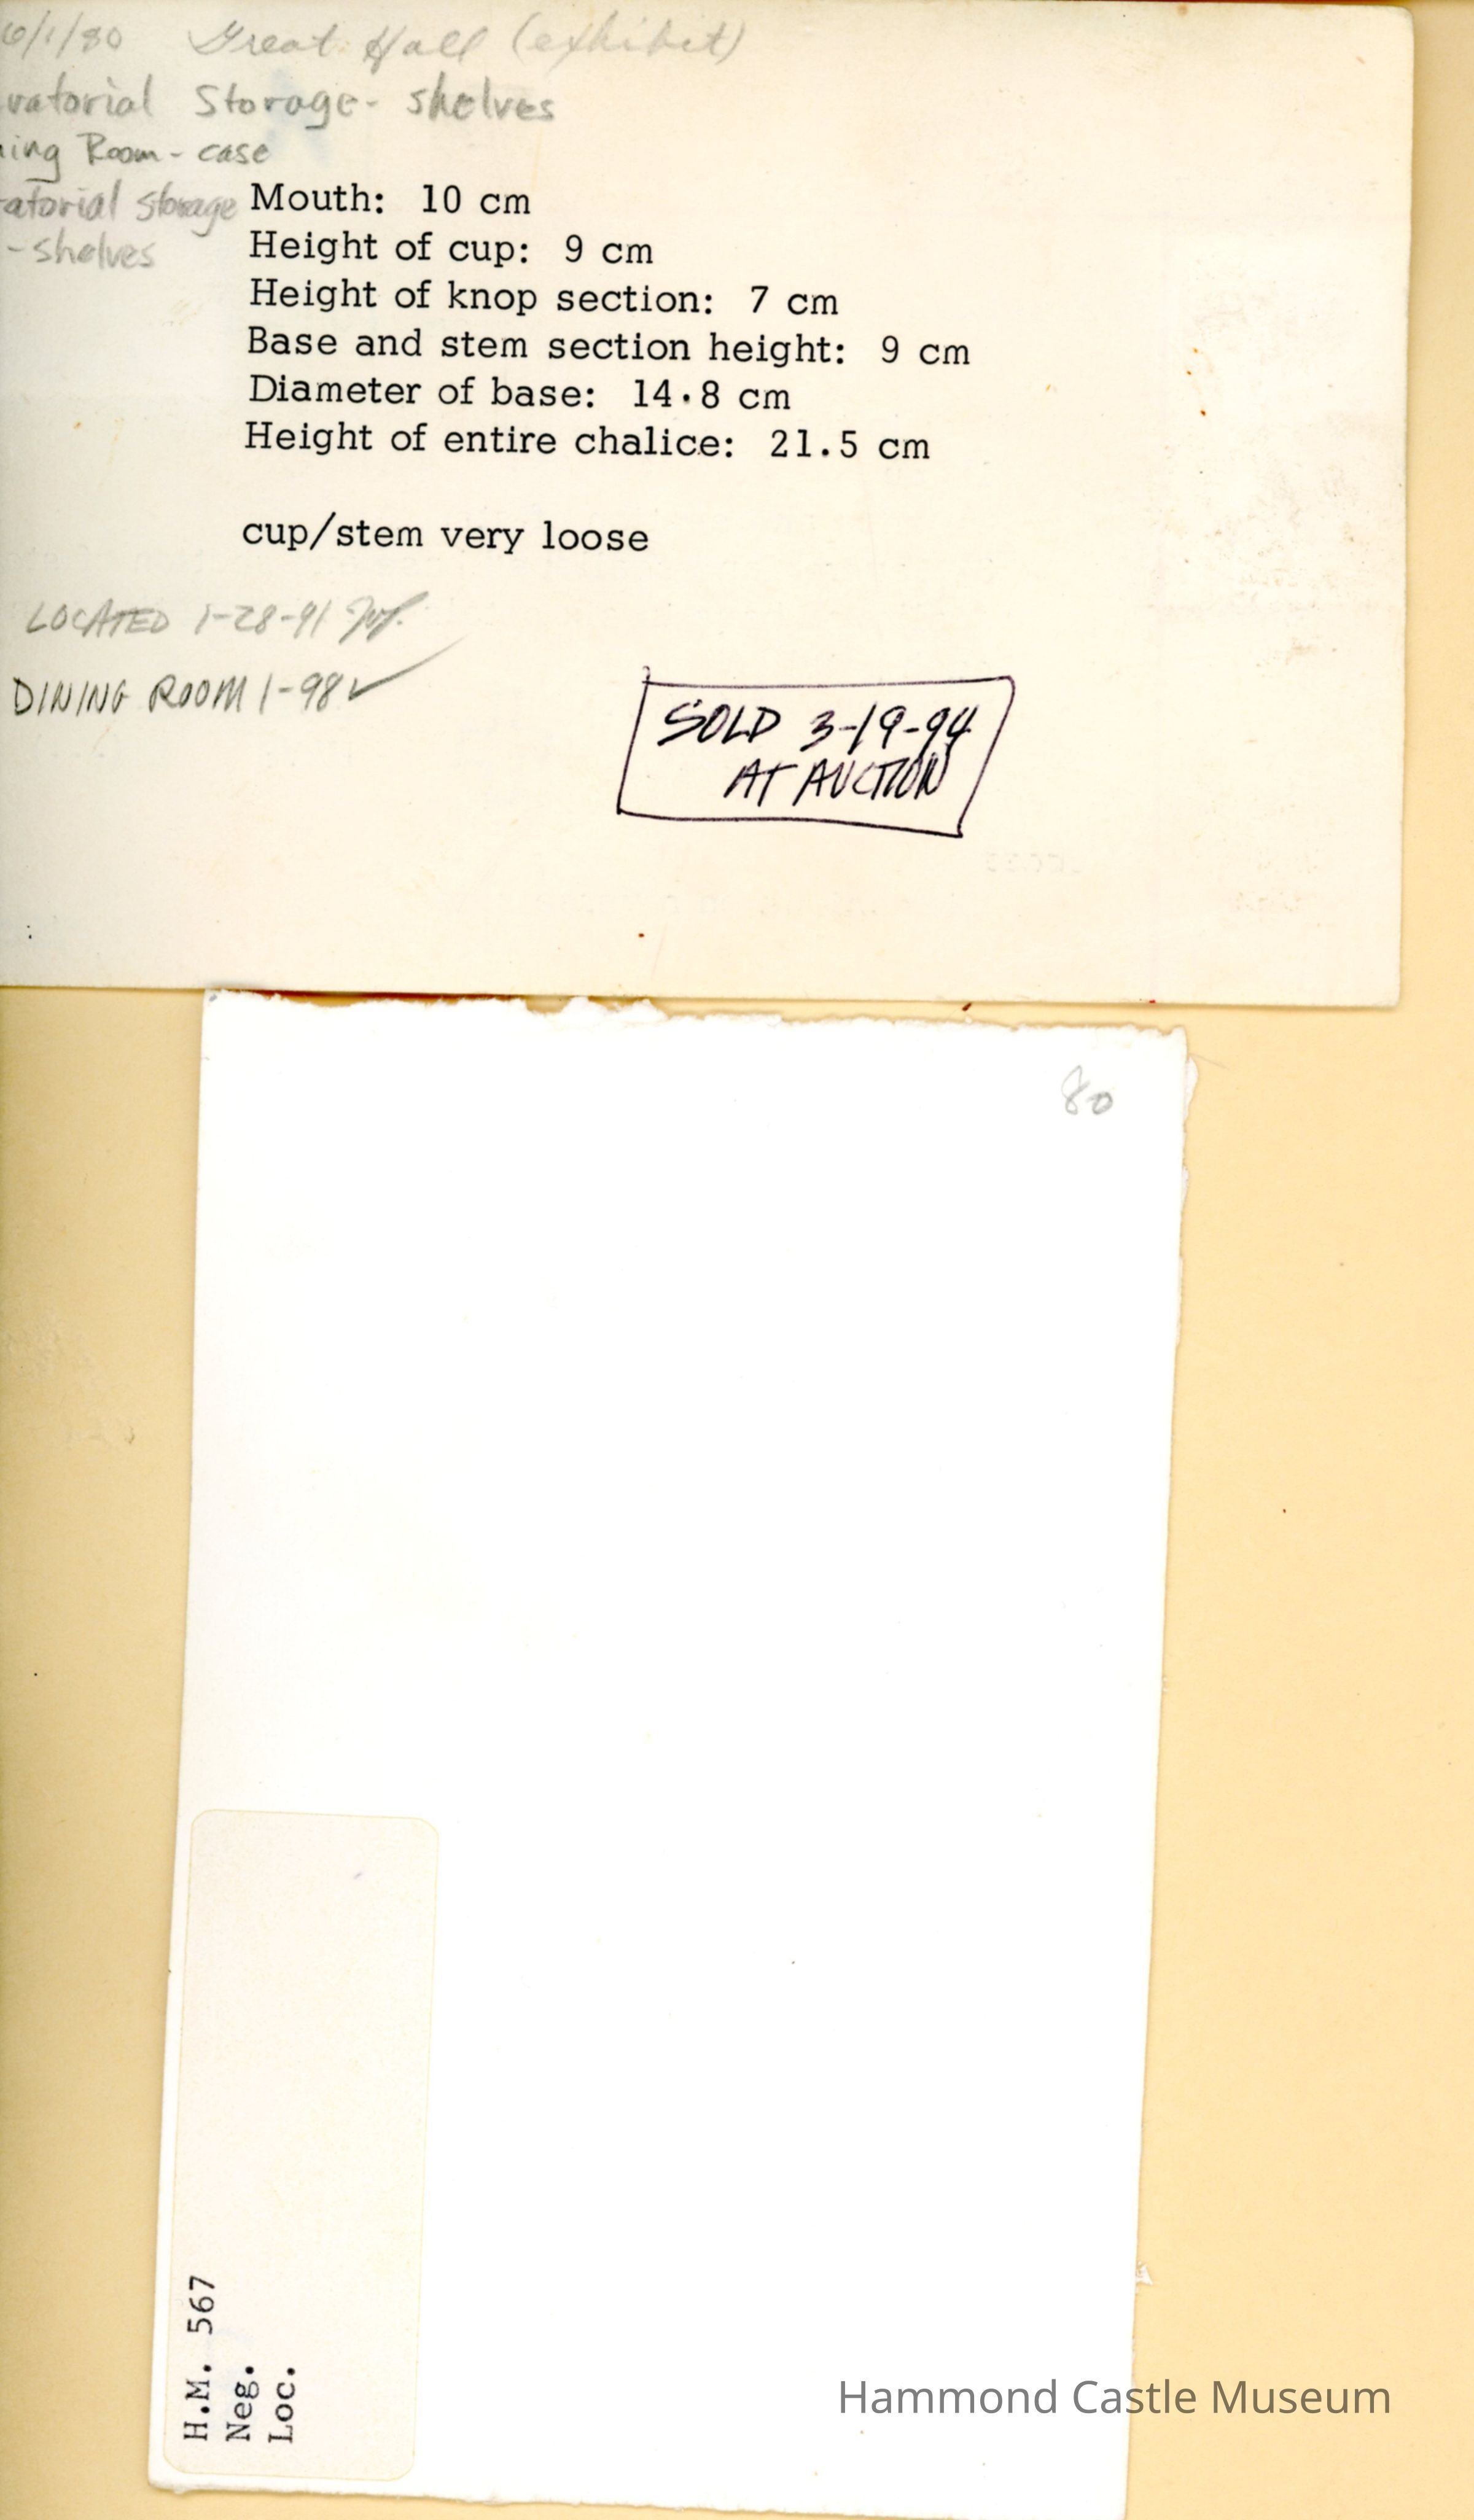 6/1/80 Great Hall (exhibit)
uratorial Storage- shelves
ing Room - case
atorial storage
- shelves
Mouth: 10 cm
Height of cup: 9 cm
Height of knop section: 7 cm
Base and stem section height: 9 cm
Diameter of base: 14.8 cm
Height of entire chalice: 21.5 cm
cup/stem very loose
LOCATED 1-28-91
DINING ROOM 1-98 ✓
SOLD 3-19-94
AT AUCTION
80
H.M. 567
Neg.
Loc.
Hammond Castle Museum